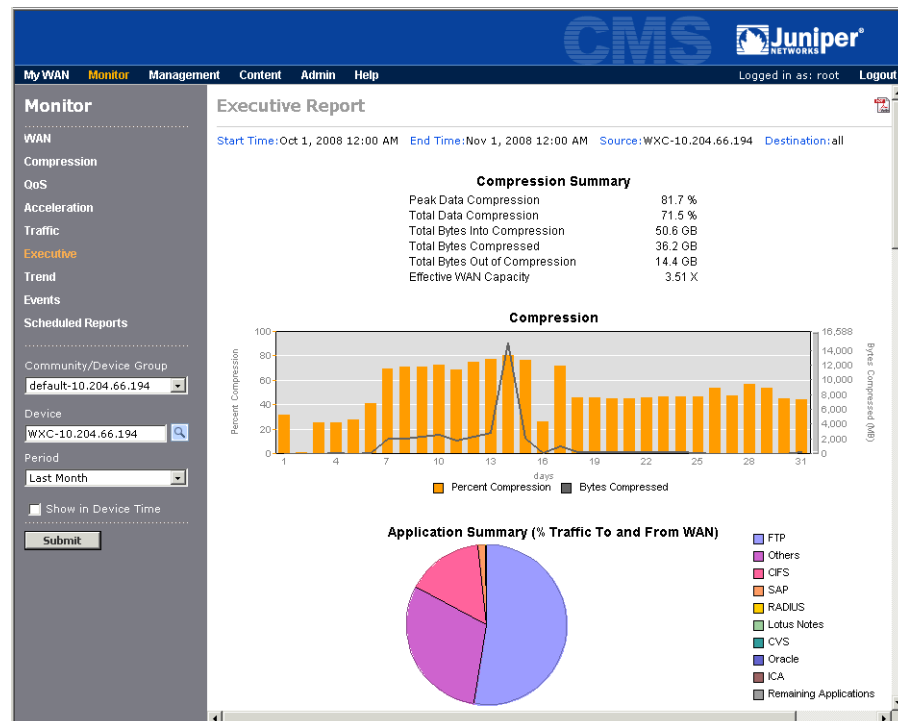 CMS
Juniper®
NETWORKS
My WAN Monitor Management Content Admin Help Logged in as: root Logout
Monitor
WAN
Compression
QoS
Acceleration
Traffic
Executive
Trend
Events
Scheduled Reports
Community/Device Group
default-10.204.66.194
Device
WXC-10.204.66.194
Period
Last Month
Show in Device Time
Submit
Executive Report
Start Time:Oct 1, 2008 12:00 AM End Time:Nov 1, 2008 12:00 AM Source:WXC-10.204.66.194 Destination:all
Compression Summary
Peak Data Compression 81.7 %
Total Data Compression 71.5 %
Total Bytes Into Compression 50.6 GB
Total Bytes Compressed 36.2 GB
Total Bytes Out of Compression 14.4 GB
Effective WAN Capacity 3.51 X
Compression
Percent Compression
100
80
60
40
20
0
16,588
14,000
12,000
10,000
8,000
6,000
4,000
2,000
0
Bytes Compressed (MB)
1 4 7 10 13 16 19 22 25 28 31
days
Percent Compression Bytes Compressed
Application Summary (% Traffic To and From WAN)
FTP
Others
CIFS
SAP
RADIUS
Lotus Notes
CVS
Oracle
ICA
Remaining Applications